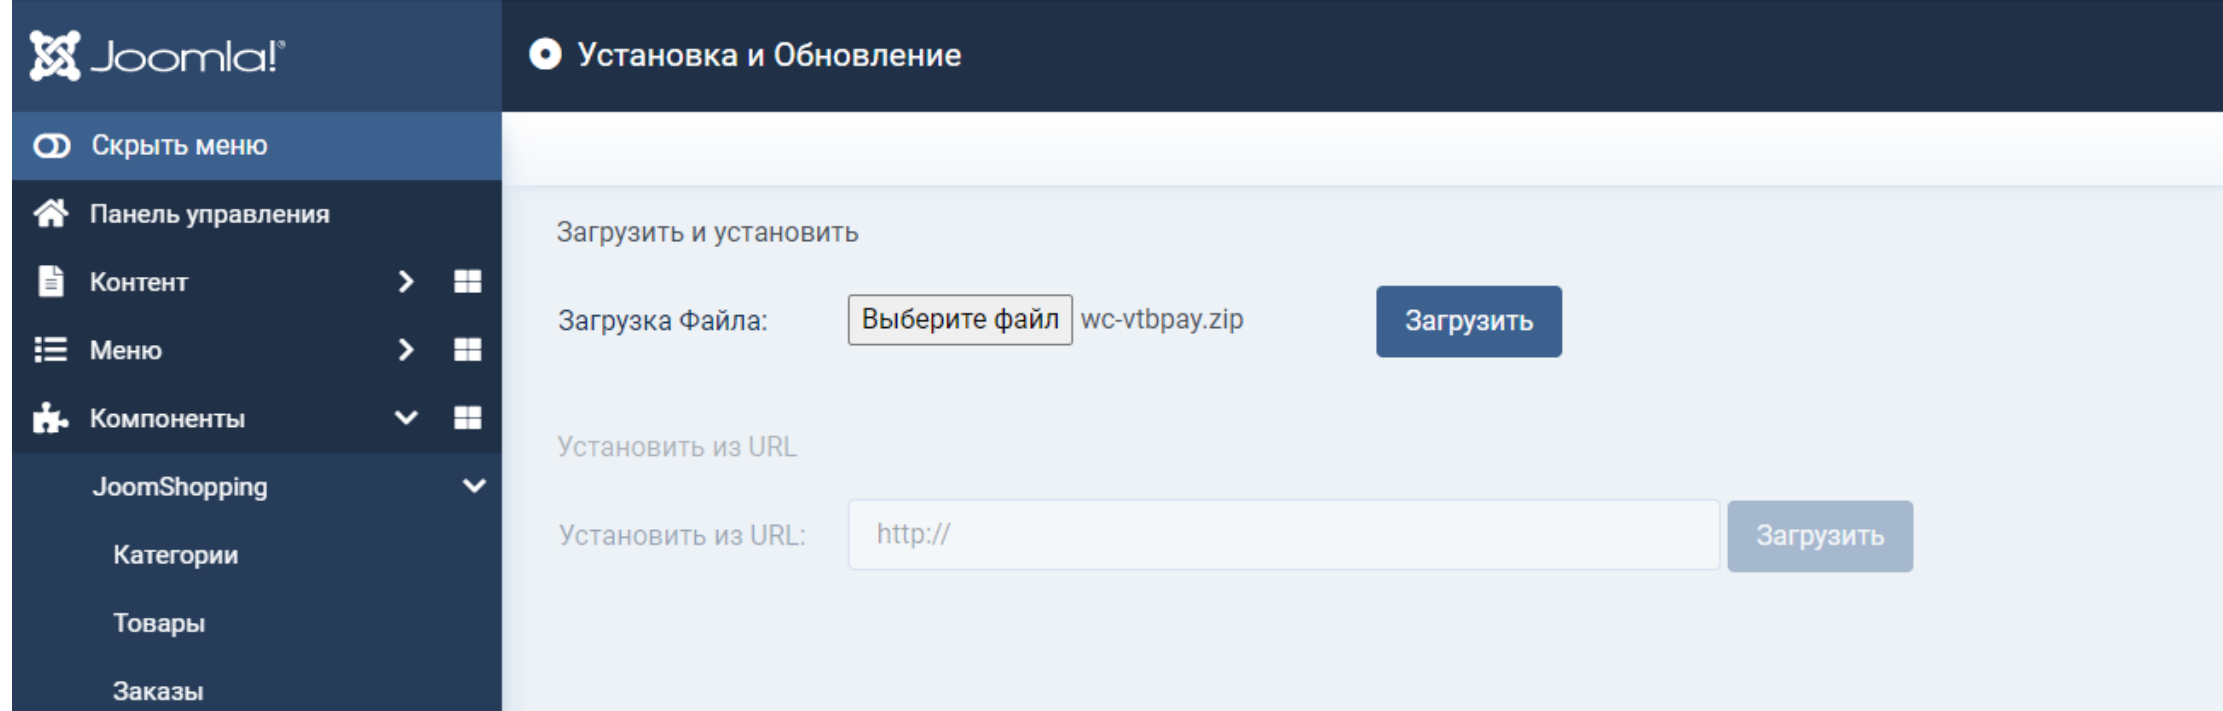 Joomla!®
Установка и Обновление
Скрыть меню
Панель управления
Контент
Меню
Компоненты
JoomShopping
Категории
Товары
Заказы
Загрузить и установить
Загрузка Файла: Выберите файл wc-vtbpay.zip Загрузить
Установить из URL
Установить из URL: http:// Загрузить